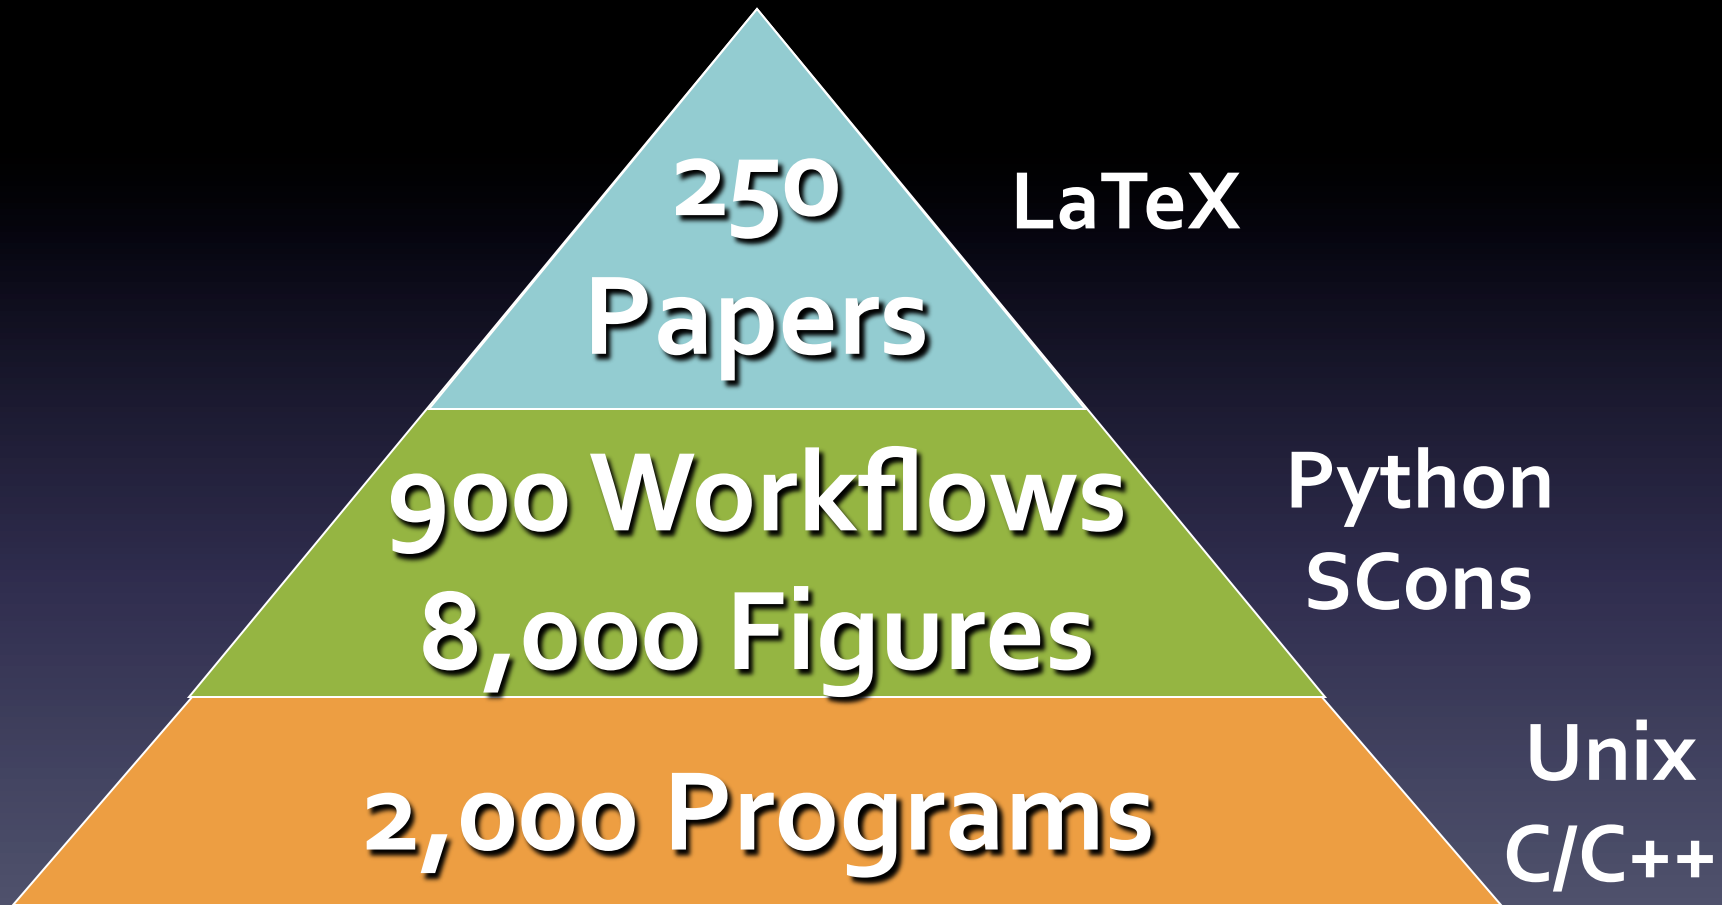 250
Papers
LaTeX
900 Workflows
8,000 Figures
Python
SCons
2,000 Programs
Unix
C/C++